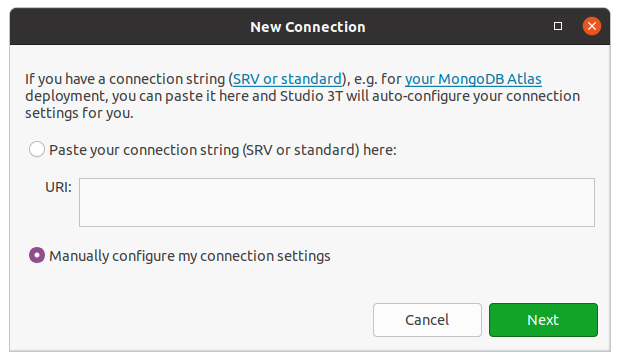 New Connection
If you have a connection string (SRV or standard), e.g. for your MongoDB Atlas
deployment, you can paste it here and Studio 3T will auto-configure your connection
settings for you.
Paste your connection string (SRV or standard) here:
URI:
Manually configure my connection settings
Cancel Next